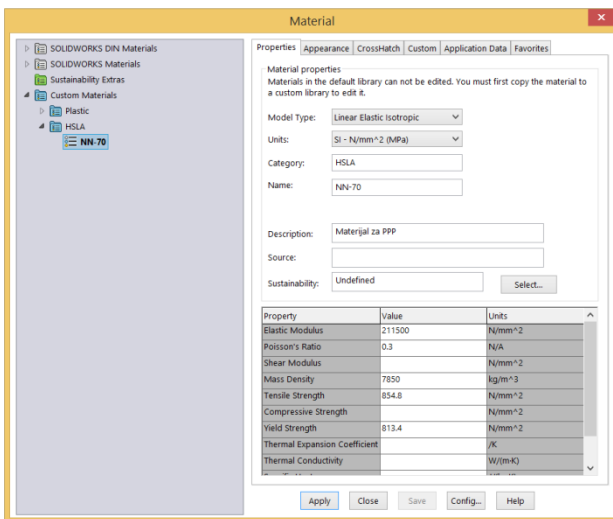 Material
SOLIDWORKS DIN Materials
SOLIDWORKS Materials
Sustainability Extras
Custom Materials
Plastic
HSLA
NN-70
Properties Appearance CrossHatch Custom Application Data Favorites
Material properties
Materials in the default library can not be edited. You must first copy the material to
a custom library to edit it.
Model Type: Linear Elastic Isotropic
Units: SI - N/mm^2 (MPa)
Category: HSLA
Name: NN-70
Description: Materijal za PPP
Source:
Sustainability: Undefined Select...
Property Value Units
Elastic Modulus 211500 N/mm^2
Poisson's Ratio 0.3 N/A
Shear Modulus N/mm^2
Mass Density 7850 kg/m^3
Tensile Strength 854.8 N/mm^2
Compressive Strength N/mm^2
Yield Strength 813.4 N/mm^2
Thermal Expansion Coefficient /K
Thermal Conductivity W/(m·K)
Apply Close Save Config... Help